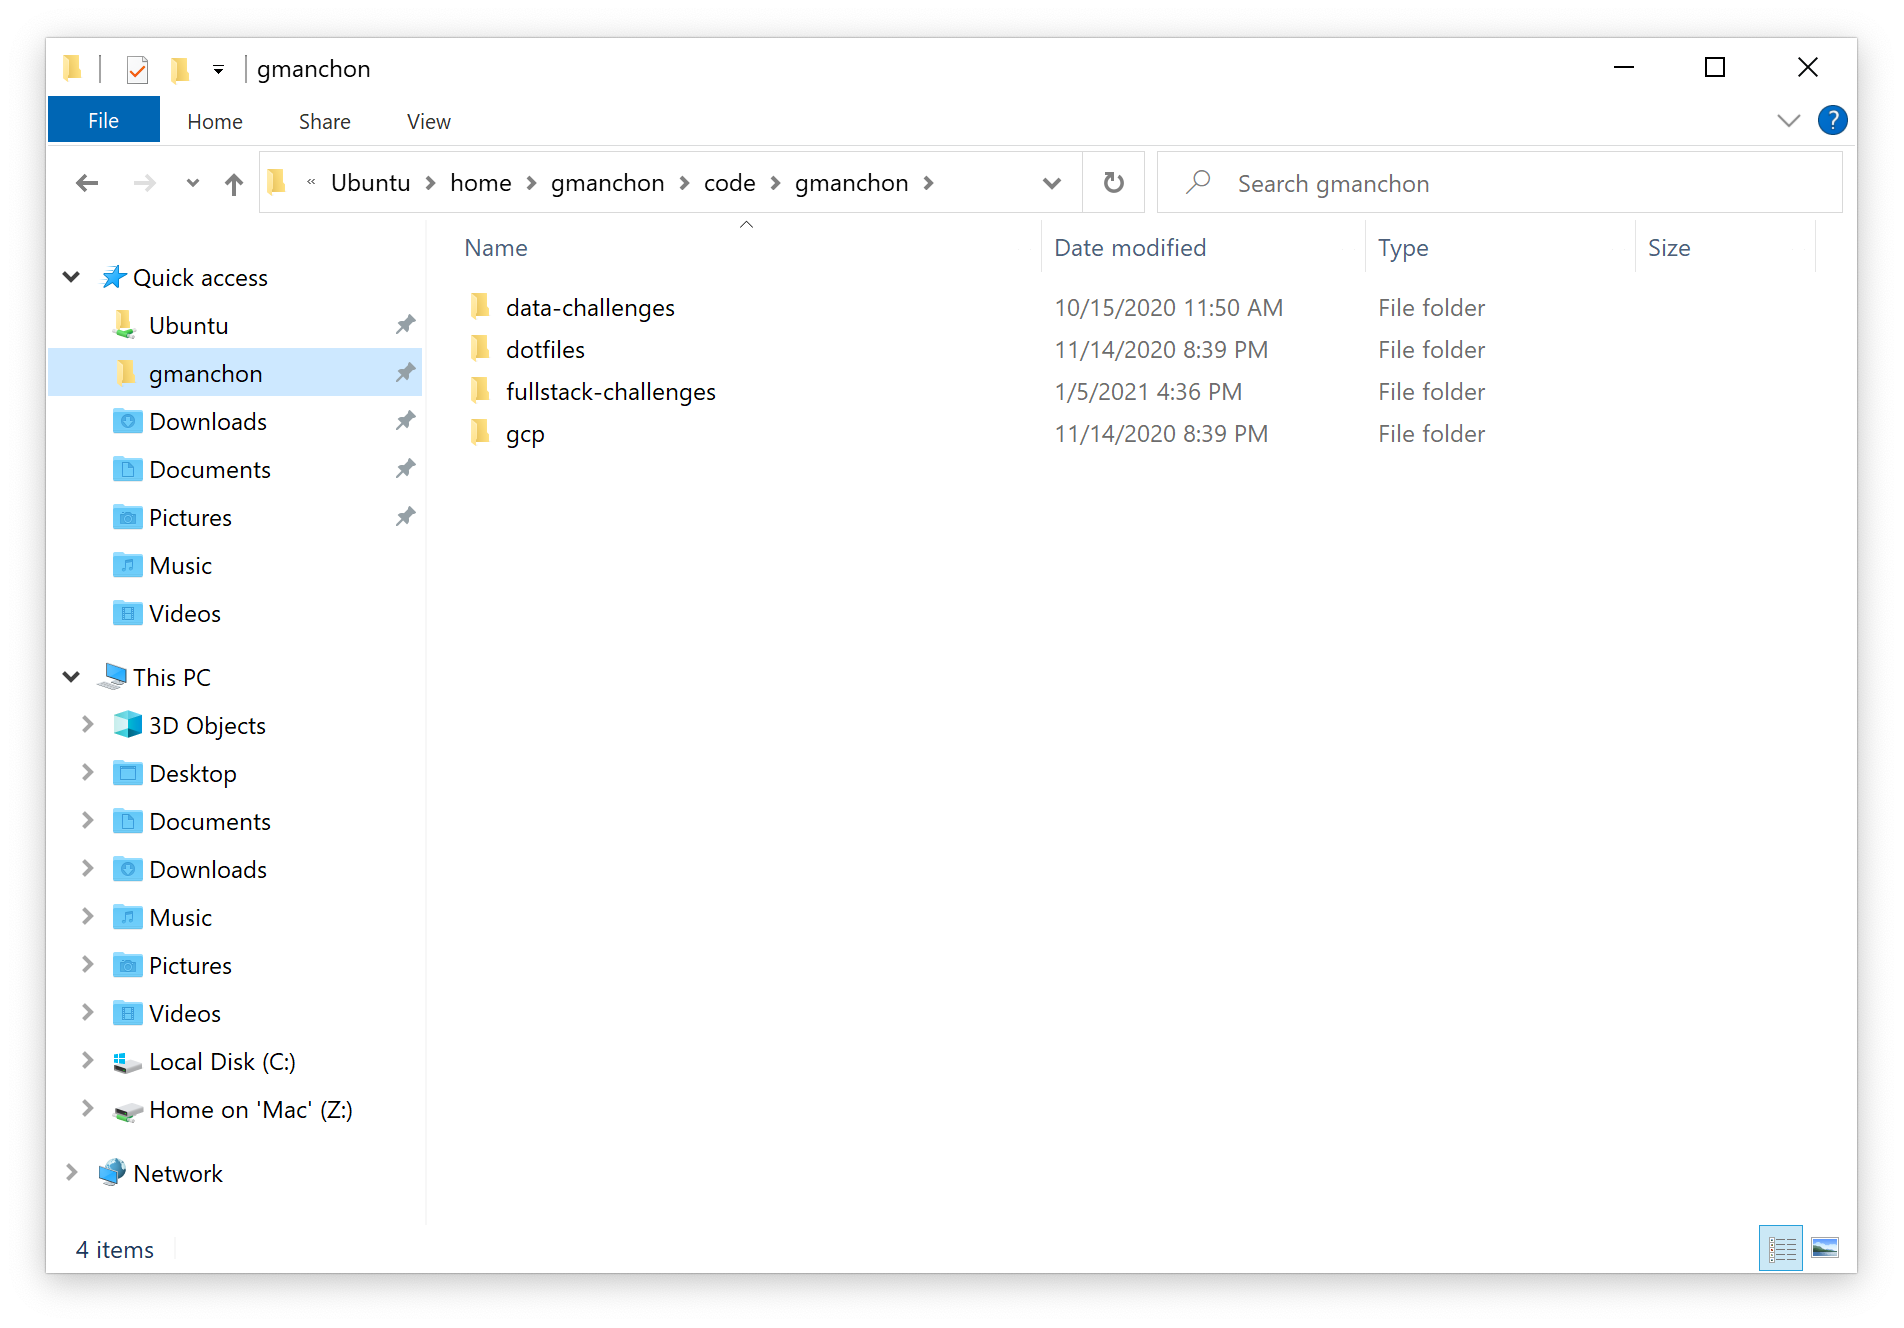 gmanchon
File Home Share View ?
« Ubuntu > home > gmanchon > code > gmanchon > Search gmanchon
Name Date modified Type Size
Quick access
Ubuntu
gmanchon
Downloads
Documents
Pictures
Music
Videos
This PC
3D Objects
Desktop
Documents
Downloads
Music
Pictures
Videos
Local Disk (C:)
Home on 'Mac' (Z:)
Network
data-challenges 10/15/2020 11:50 AM File folder
dotfiles 11/14/2020 8:39 PM File folder
fullstack-challenges 1/5/2021 4:36 PM File folder
gcp 11/14/2020 8:39 PM File folder
4 items